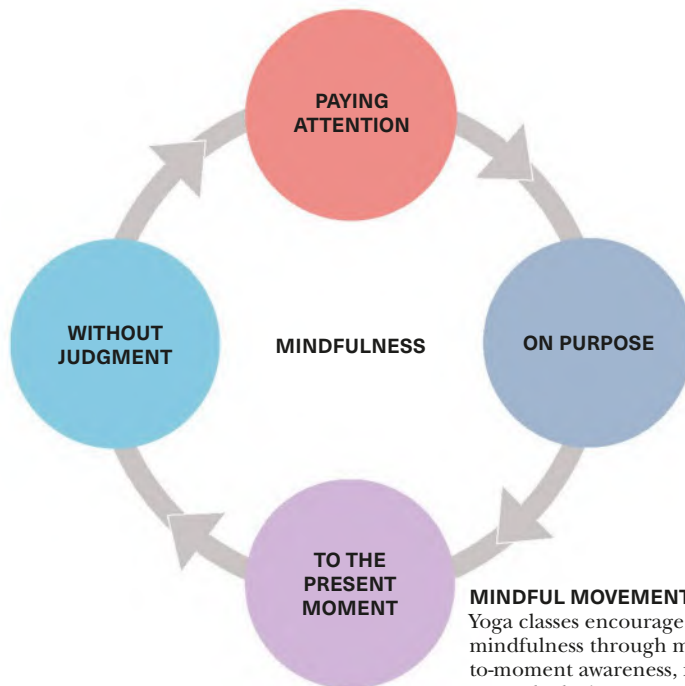 PAYING
ATTENTION
ON PURPOSE
TO THE
PRESENT
MOMENT
WITHOUT
JUDGMENT
MINDFULNESS
MINDFUL MOVEMENT
Yoga classes encourage
mindfulness through
to-moment awareness,